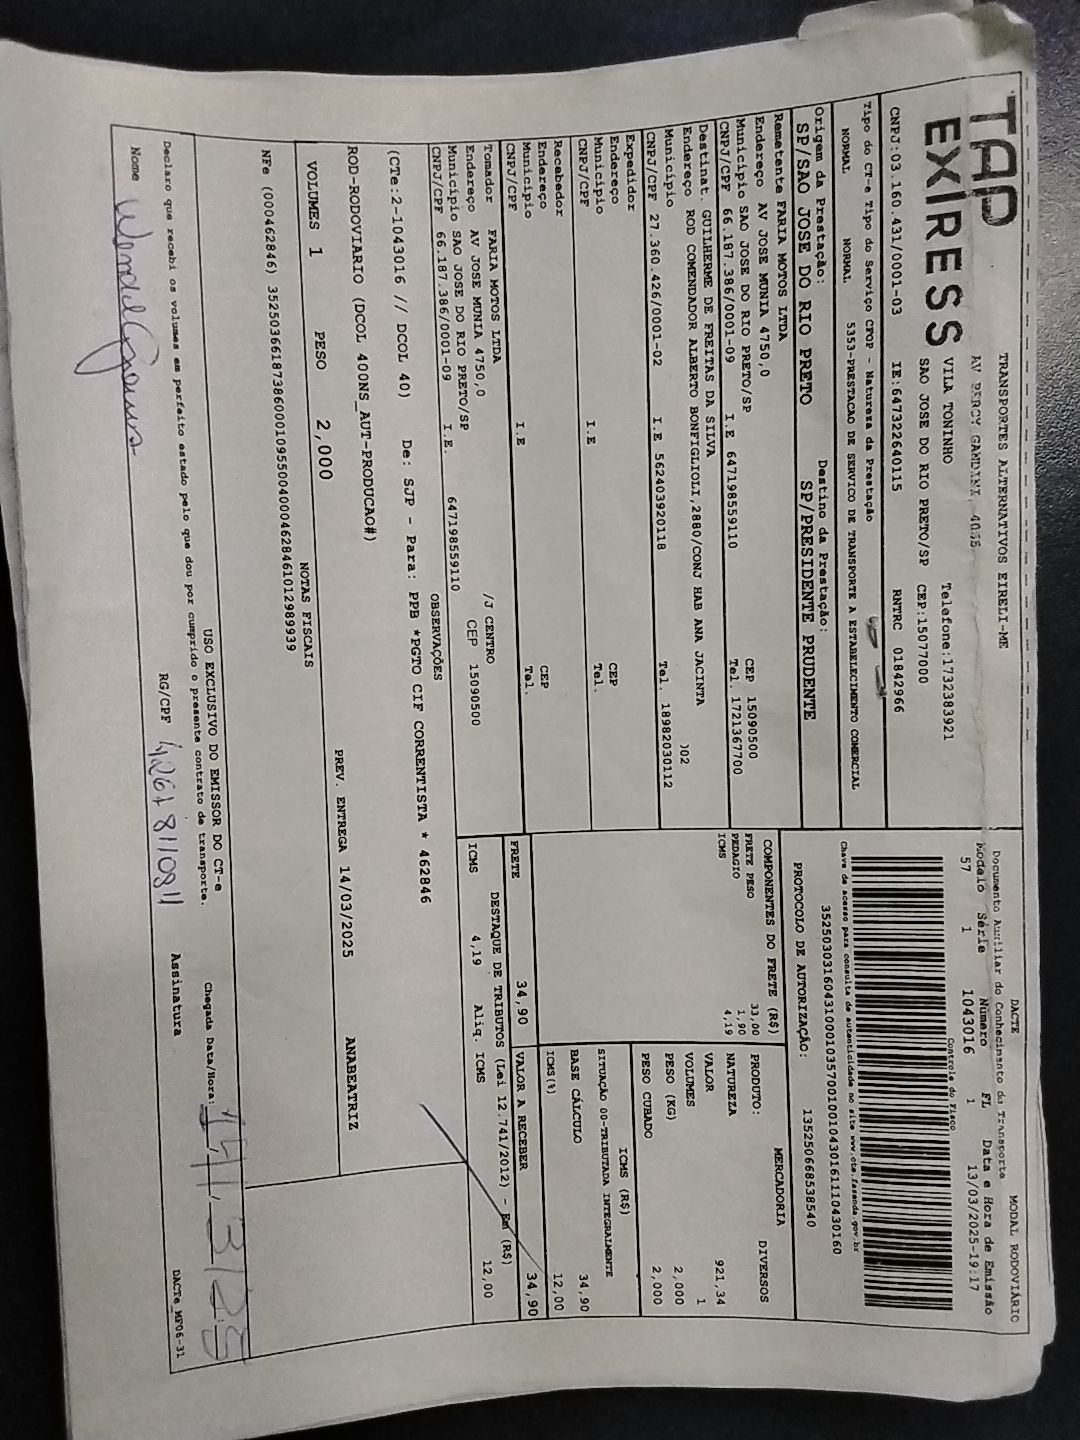 TAP
EXPRESS
TRANSPORTES ALTERNATIVOS EIRELI-ME
AV PERCY GANDINI, 4055
VILA TONINHO
SAO JOSE DO RIO PRETO/SP
Telefone:1732383921
CEP:15077000
CNPJ:03.160.431/0001-03 IE:647322640115 RNTRC 01842966
DACTE MODAL RODOVIÁRIO
Documento Auxiliar do Conhecimento de Transporte
Modelo Série Número FL Data e Hora de Emissão
57 1 1043016 1 13/03/2025-19:17
Controle do Fisco
Chave de acesso para consulta de autenticidade no site www.cte.fazenda.gov.br
35250303160431000103570010010430161110430160
PROTOCOLO DE AUTORIZAÇÃO: 135250668538540
Tipo do CT-e Tipo do Serviço CFOP - Natureza da Prestação
NORMAL NORMAL 5353-PRESTACAO DE SERVICO DE TRANSPORTE A ESTABELECIMENTO COMERCIAL
Origem da Prestação: Destino da Prestação:
SP/SAO JOSE DO RIO PRETO SP/PRESIDENTE PRUDENTE
Remetente FARIA MOTOS LTDA
Endereço AV JOSE MUNIA 4750,0
Município SAO JOSE DO RIO PRETO/SP CEP 15090500
CNPJ/CPF 66.187.386/0001-09 I.E 647198559110 Tel. 1721367700
Destinat. GUILHERME DE FREITAS DA SILVA
Endereço ROD COMENDADOR ALBERTO BONFIGLIOLI,2880/CONJ HAB ANA JACINTA
Município )02
CNPJ/CPF 27.360.426/0001-02 I.E 562403920118 Tel. 18982030112
Expedidor
Endereço
Município CEP
CNPJ/CPF I.E Tel.
Recebedor
Endereço
Município CEP
CNPJ/CPF I.E Tel.
Tomador FARIA MOTOS LTDA
Endereço AV JOSE MUNIA 4750,0 /J CENTRO
Município SAO JOSE DO RIO PRETO/SP CEP 15090500
CNPJ/CPF 66.187.386/0001-09 I.E. 647198559110
COMPONENTES DO FRETE (R$)
FRETE PESO 33,00
PEDAGIO 1,90
ICMS 4,19
MERCADORIA
PRODUTO: DIVERSOS
NATUREZA
VALOR 921,34
VOLUMES 1
PESO (KG) 2,000
PESO CUBADO 2,000
ICMS (R$)
SITUAÇÃO 00-TRIBUTADA INTEGRALMENTE
BASE CÁLCULO 34,90
ICMS(%) 12,00
FRETE 34,90 VALOR A RECEBER 34,90
DESTAQUE DE TRIBUTOS (Lei 12.741/2012) - Em (R$)
ICMS 4,19 Aliq. ICMS 12,00
OBSERVAÇÕES
(CTe:2-1043016 // DCOL 40) De: SJP - Para: PPB *PGTO CIF CORRENTISTA * 462846
ROD-RODOVIARIO (DCOL 400NS_AUT-PRODUCAO#)
VOLUMES 1 PESO 2,000 PREV. ENTREGA 14/03/2025 ANABEATRIZ
NOTAS FISCAIS
NFe (000462846) 35250366187386000109550040004628461012989939
USO EXCLUSIVO DO EMISSOR DO CT-e
Declaro que recebi os volumes em perfeito estado pelo que dou por cumprido o presente contrato de transporte.
Chegada Data/Hora: 14/3/25
Nome RG/CPF Assinatura
DACTe_MF06-31